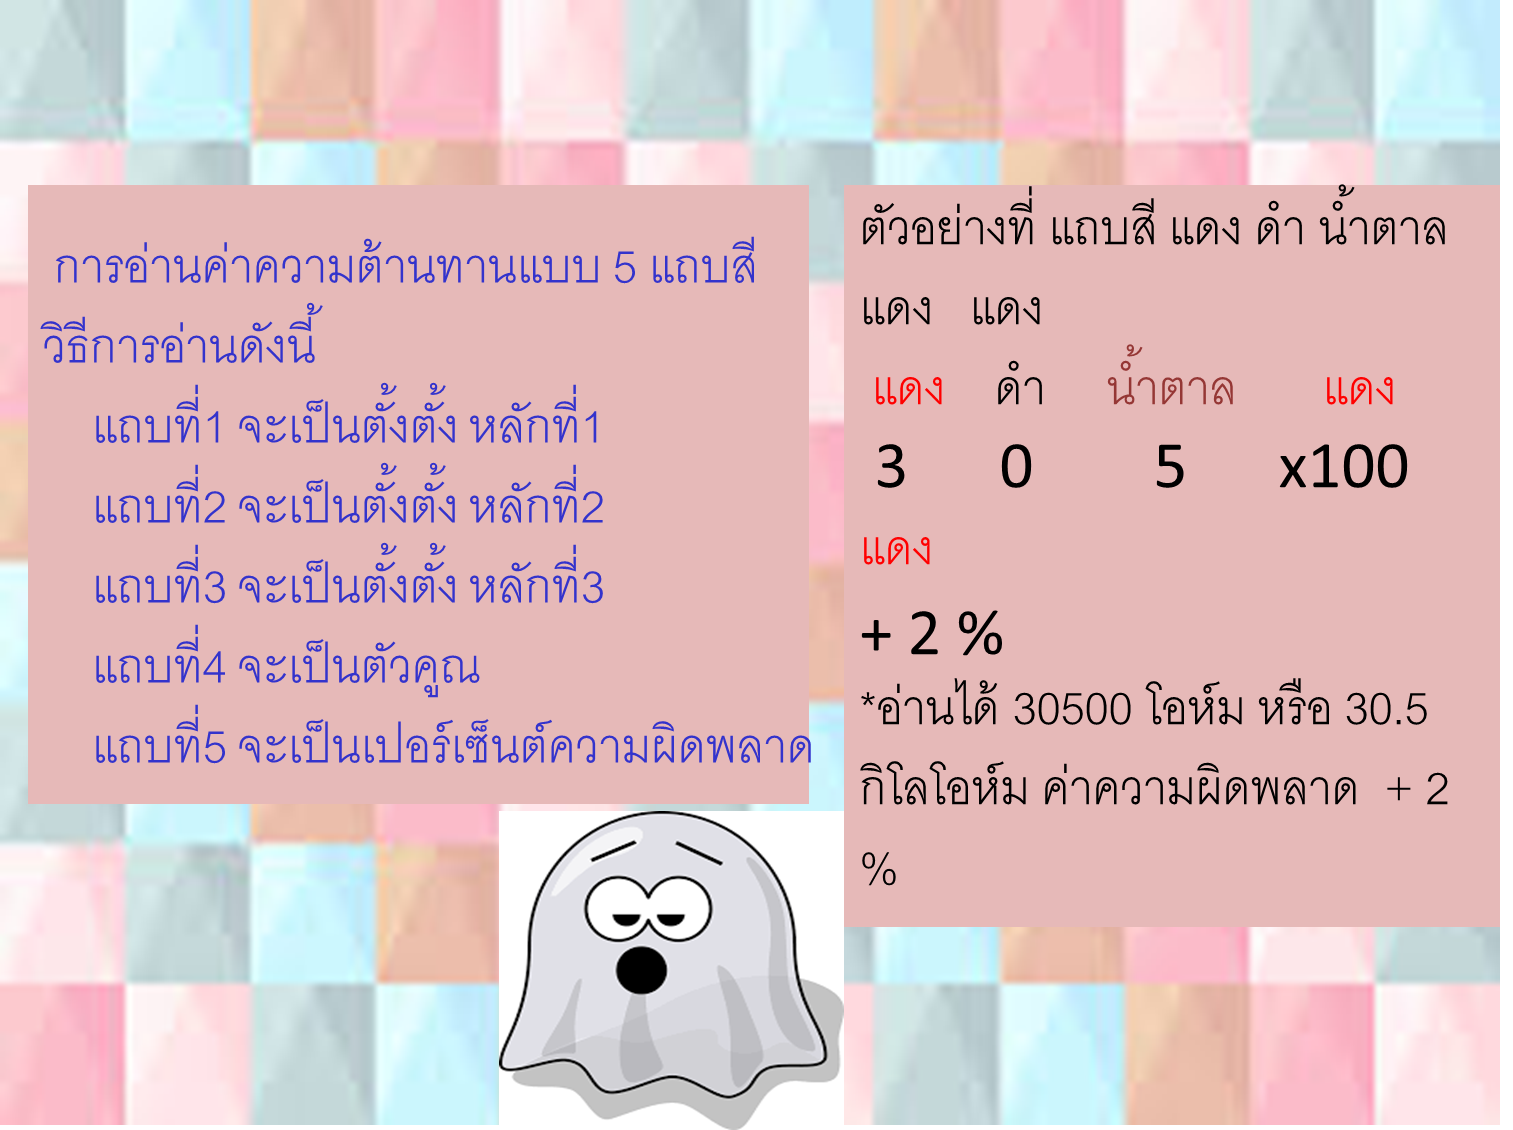 การอ่านค่าความต้านทานแบบ 5 แถบสี
วิธีการอ่านดังนี้
แถบที่1 จะเป็นตั้งตั้ง หลักที่1
แถบที่2 จะเป็นตั้งตั้ง หลักที่2
แถบที่3 จะเป็นตั้งตั้ง หลักที่3
แถบที่4 จะเป็นตัวคูณ
แถบที่5 จะเป็นเปอร์เซ็นต์ความผิดพลาด
ตัวอย่างที่ แถบสี แดง ดำ น้ำตาล
แดง แดง
แดง ดำ น้ำตาล แดง
3 0 5 x100
แดง
+ 2 %
*อ่านได้ 30500 โอห์ม หรือ 30.5
กิโลโอห์ม ค่าความผิดพลาด + 2
%